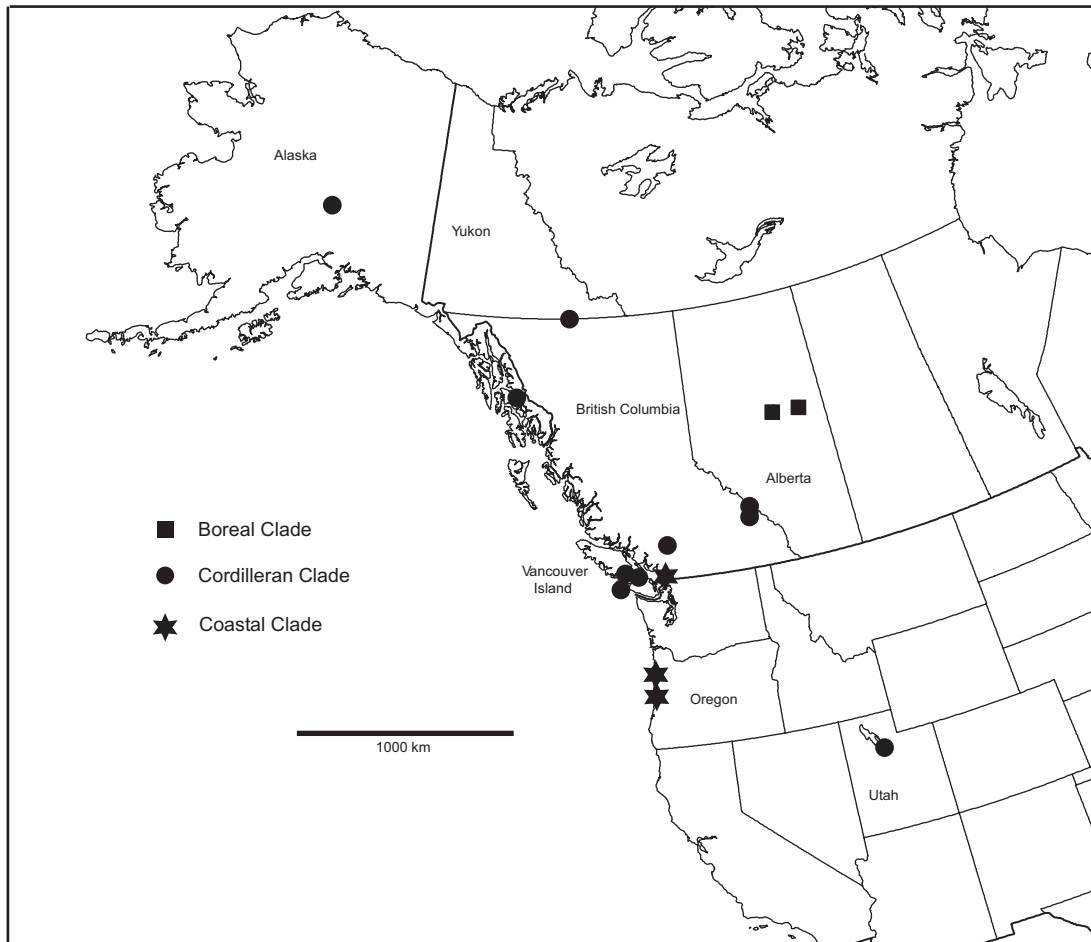 Alaska
Yukon
British Columbia
Alberta
Boreal Clade
Cordilleran Clade
Coastal Clade
Vancouver
Island
Oregon
1000 km
Utah